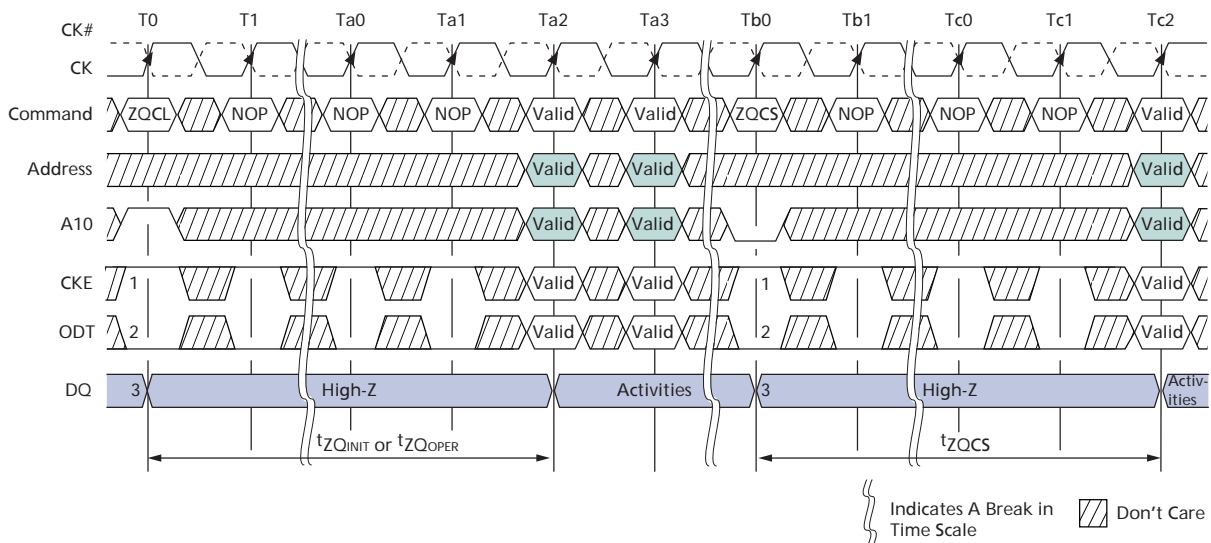 T0 T1 Ta0 Ta1 Ta2 Ta3 Tb0 Tb1 Tc0 Tc1 Tc2
CK#
CK
Command ZQCL NOP NOP NOP Valid Valid ZQCS NOP NOP NOP Valid
Address Valid Valid Valid
A10 Valid Valid Valid
CKE 1 Valid Valid 1 Valid
ODT 2 Valid Valid 2 Valid
DQ 3 High-Z Activities 3 High-Z Activ-
ities
tZQINIT or tZQOPER tZQCS
Indicates A Break in
Time Scale
Don't Care